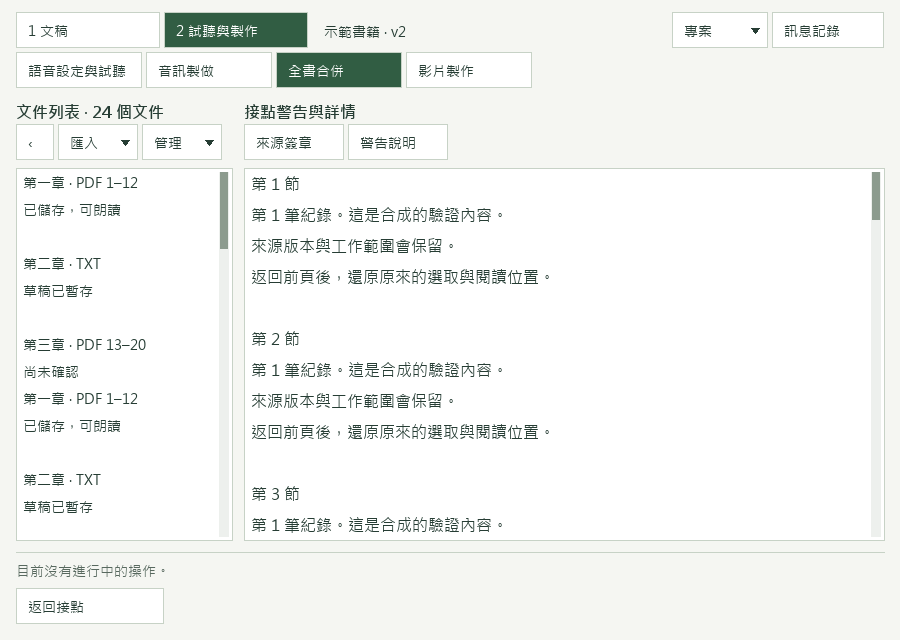 1 文稿
2 試聽與製作
示範書籍 · v2
專案
訊息記錄
語音設定與試聽
音訊製做
全書合併
影片製作
文件列表 · 24 個文件
接點警告與詳情
‹
匯入
管理
來源簽章
警告說明
第一章 · PDF 1–12
已儲存，可朗讀
第二章 · TXT
草稿已暫存
第三章 · PDF 13–20
尚未確認
第一章 · PDF 1–12
已儲存，可朗讀
第二章 · TXT
草稿已暫存
第 1 節
第 1 筆紀錄。這是合成的驗證內容。
來源版本與工作範圍會保留。
返回前頁後，還原原來的選取與閱讀位置。
第 2 節
第 1 筆紀錄。這是合成的驗證內容。
來源版本與工作範圍會保留。
返回前頁後，還原原來的選取與閱讀位置。
第 3 節
第 1 筆紀錄。這是合成的驗證內容。
目前沒有進行中的操作。
返回接點